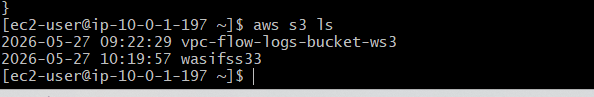 }
[ec2-user@ip-10-0-1-197 ~]$ aws s3 ls
2026-05-27 09:22:29 vpc-flow-logs-bucket-ws3
2026-05-27 10:19:57 wasifss33
[ec2-user@ip-10-0-1-197 ~]$